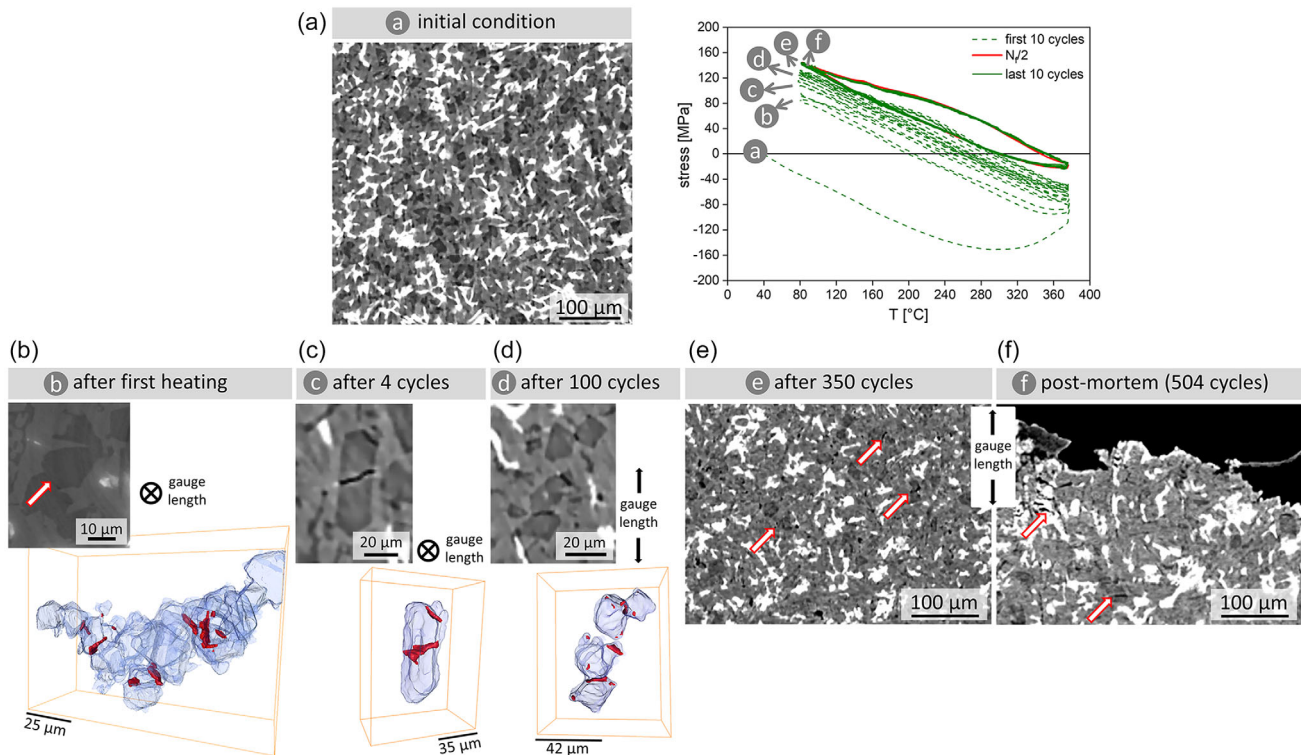 (a)
a initial condition
100 µm
stress [MPa]
200
160
120
80
40
0
-40
-80
-120
-160
-200
0 40 80 120 160 200 240 280 320 360 400
T [°C]
first 10 cycles
Nf/2
last 10 cycles
a
b
c
d
e
f
(b)
b after first heating
10 µm
gauge
length
25 µm
(c)
c after 4 cycles
20 µm
gauge
length
35 µm
(d)
d after 100 cycles
20 µm
gauge
length
42 µm
(e)
e after 350 cycles
100 µm
gauge
length
(f)
f post-mortem (504 cycles)
100 µm